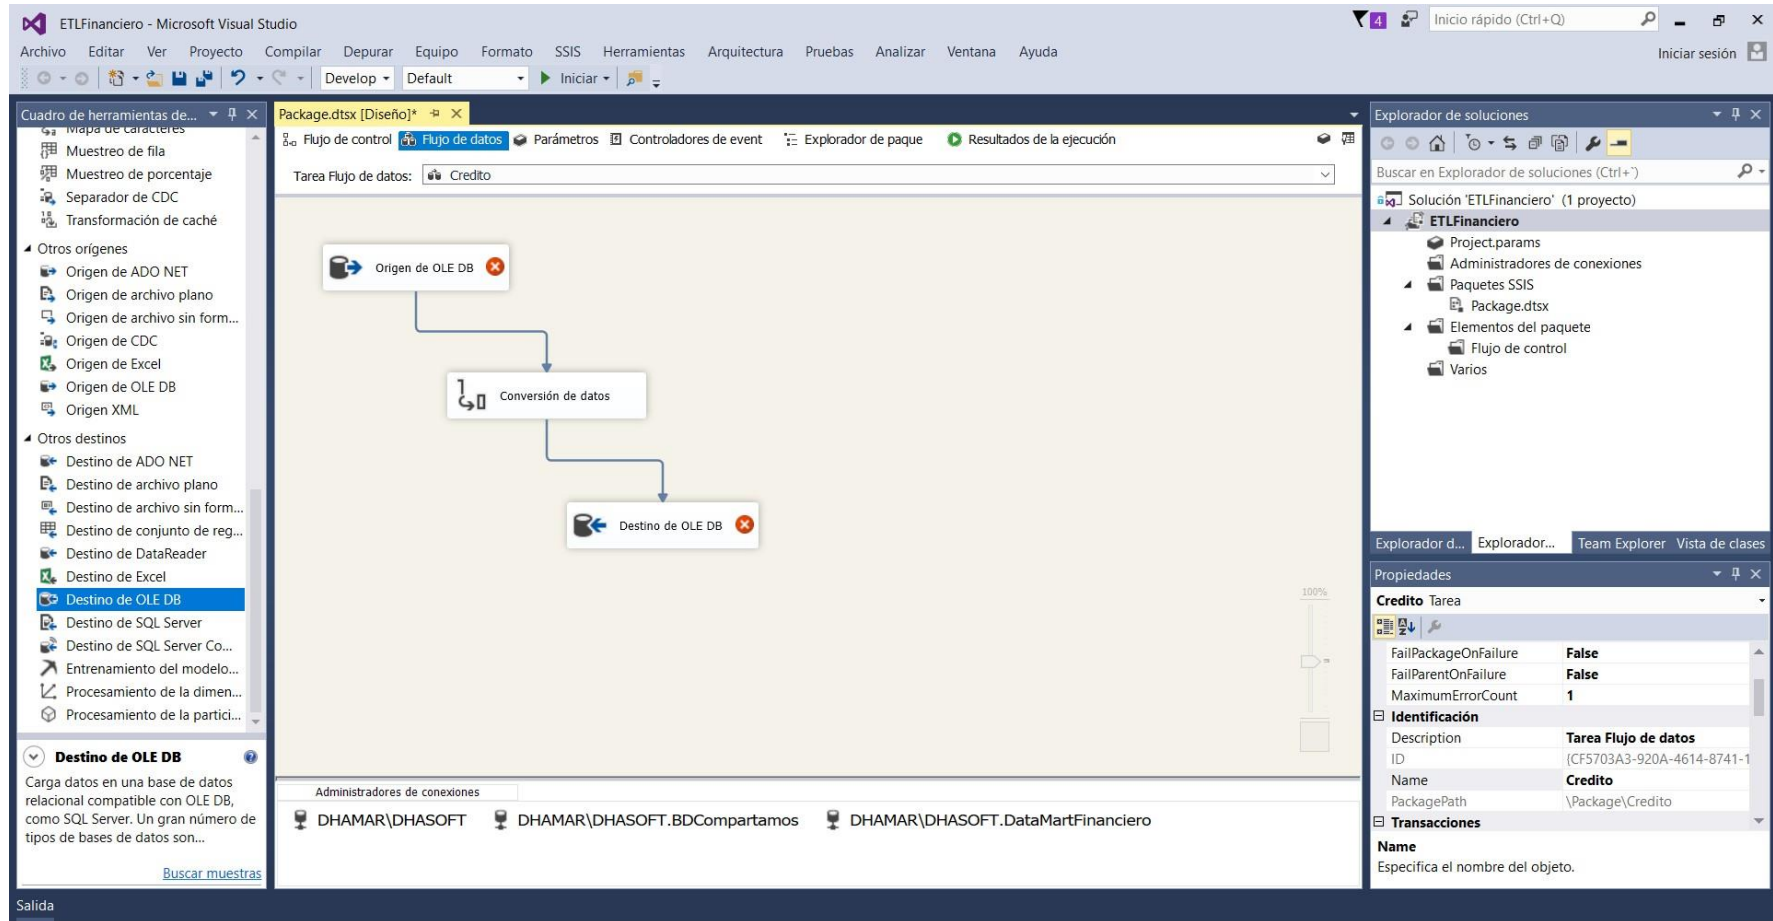 ETLFinanciero - Microsoft Visual Studio
4
Inicio rápido (Ctrl+Q)
Archivo Editar Ver Proyecto Compilar Depurar Equipo Formato SSIS Herramientas Arquitectura Pruebas Analizar Ventana Ayuda
Iniciar sesión
Develop Default Iniciar
Cuadro de herramientas de...
Mapa de caracteres
Muestreo de fila
Muestreo de porcentaje
Separador de CDC
Transformación de caché
Otros orígenes
Origen de ADO NET
Origen de archivo plano
Origen de archivo sin form...
Origen de CDC
Origen de Excel
Origen de OLE DB
Origen XML
Otros destinos
Destino de ADO NET
Destino de archivo plano
Destino de archivo sin form...
Destino de conjunto de reg...
Destino de DataReader
Destino de Excel
Destino de OLE DB
Destino de SQL Server
Destino de SQL Server Co...
Entrenamiento del modelo...
Procesamiento de la dimen...
Procesamiento de la partici...
Destino de OLE DB
Carga datos en una base de datos
relacional compatible con OLE DB,
como SQL Server. Un gran número de
tipos de bases de datos son...
Buscar muestras
Package.dtsx [Diseño]*
Flujo de control Flujo de datos Parámetros Controladores de event Explorador de paque Resultados de la ejecución
Tarea Flujo de datos: Credito
Origen de OLE DB
Conversión de datos
Destino de OLE DB
100%
Administradores de conexiones
DHAMAR\DHASOFT DHAMAR\DHASOFT.BDCompartamos DHAMAR\DHASOFT.DataMartFinanciero
Explorador de soluciones
Buscar en Explorador de soluciones (Ctrl+`)
Solución 'ETLFinanciero' (1 proyecto)
ETLFinanciero
Project.params
Administradores de conexiones
Paquetes SSIS
Package.dtsx
Elementos del paquete
Flujo de control
Varios
Explorador d... Explorador... Team Explorer Vista de clases
Propiedades
Credito Tarea
FailPackageOnFailure False
FailParentOnFailure False
MaximumErrorCount 1
Identificación
Description Tarea Flujo de datos
ID {CF5703A3-920A-4614-8741-1
Name Credito
PackagePath \Package\Credito
Transacciones
Name
Especifica el nombre del objeto.
Salida